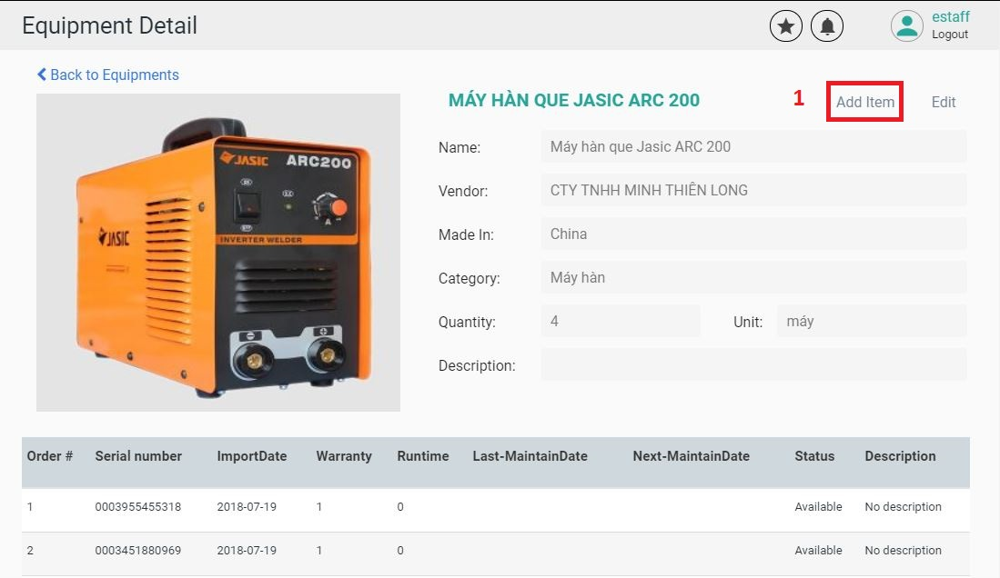 Equipment Detail
estaff
Logout
Back to Equipments
MÁY HÀN QUE JASIC ARC 200
1
Add Item
Edit
JASIC
ARC200
INVERTER WELDER
A
JASIC
Name: Máy hàn que Jasic ARC 200
Vendor: CTY TNHH MINH THIÊN LONG
Made In: China
Category: Máy hàn
Quantity: 4 Unit: máy
Description:
Order # Serial number ImportDate Warranty Runtime Last-MaintainDate Next-MaintainDate Status Description
1 0003955455318 2018-07-19 1 0 Available No description
2 0003451880969 2018-07-19 1 0 Available No description